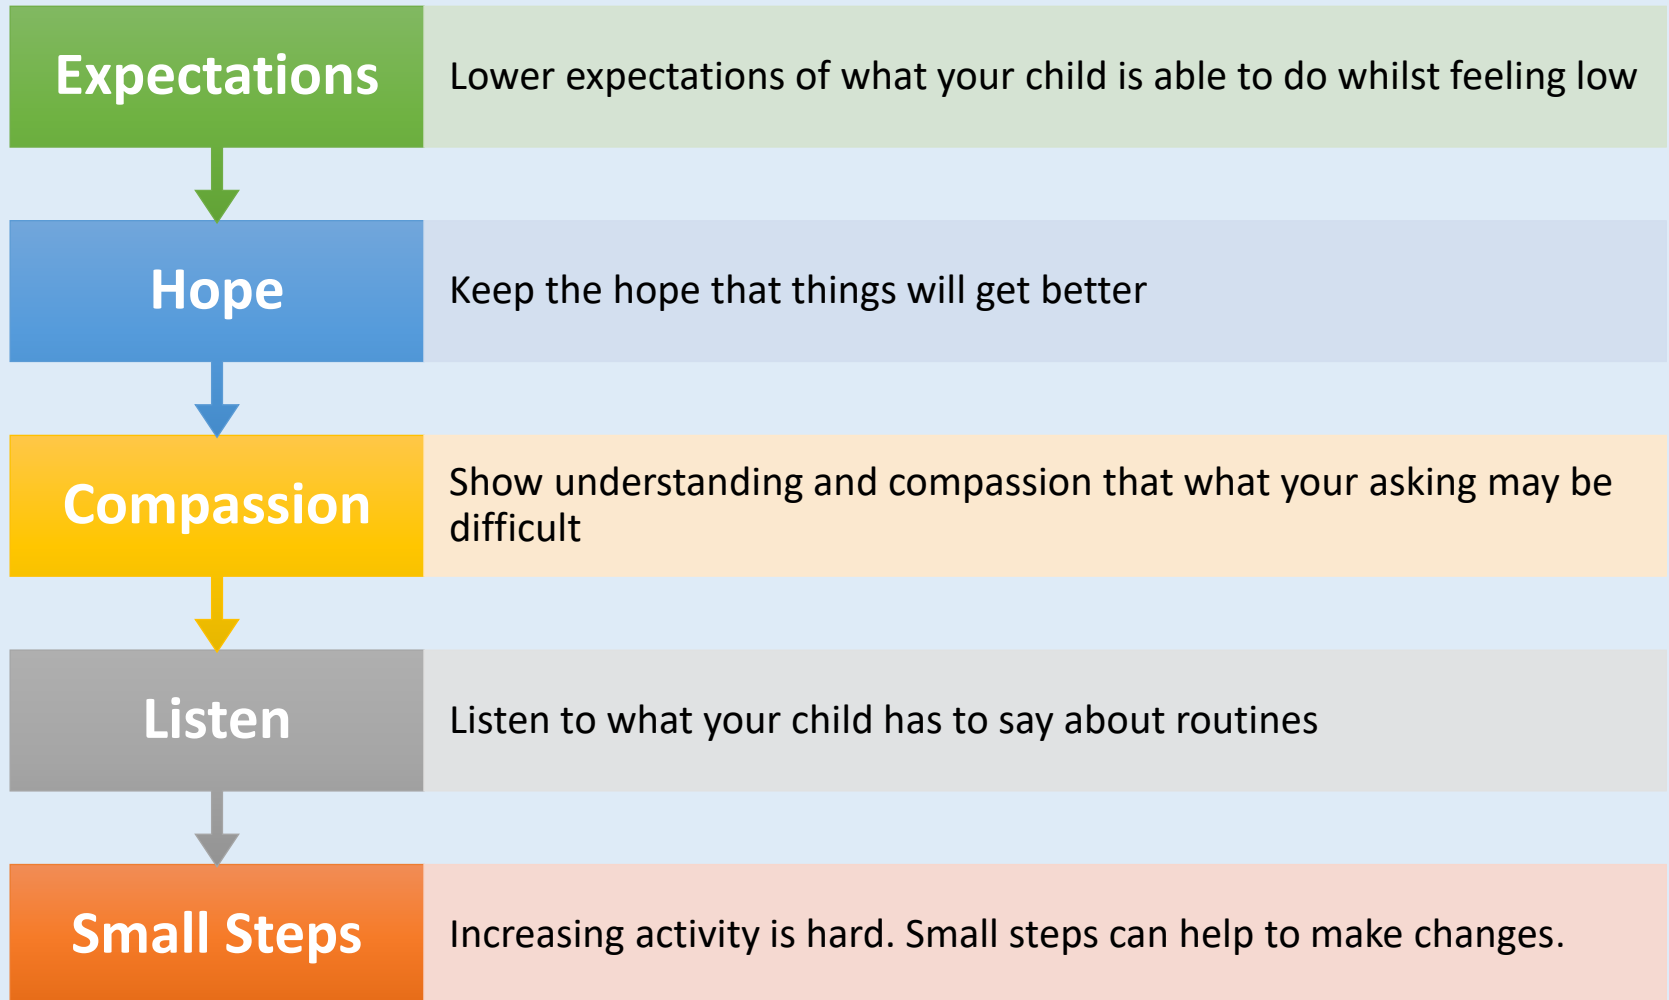 Expectations
Lower expectations of what your child is able to do whilst feeling low
Hope
Keep the hope that things will get better
Compassion
Show understanding and compassion that what your asking may be
difficult
Listen
Listen to what your child has to say about routines
Small Steps
Increasing activity is hard. Small steps can help to make changes.